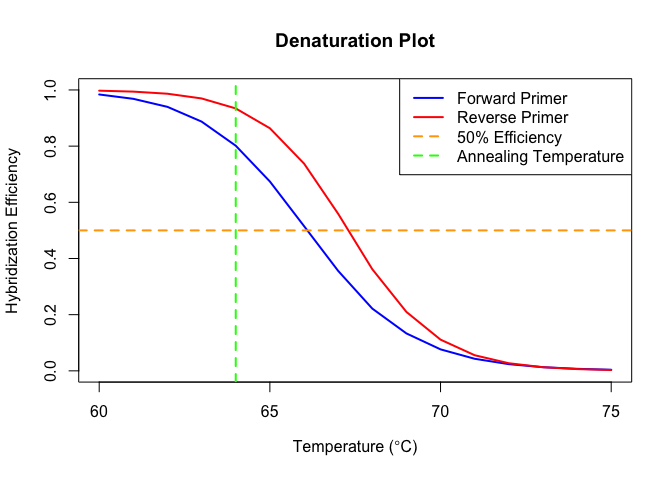 Denaturation Plot
Forward Primer
Reverse Primer
50% Efficiency
Annealing Temperature
Hybridization Efficiency
1.0
0.8
0.6
0.4
0.2
0.0
60
65
70
75
Temperature (°C)